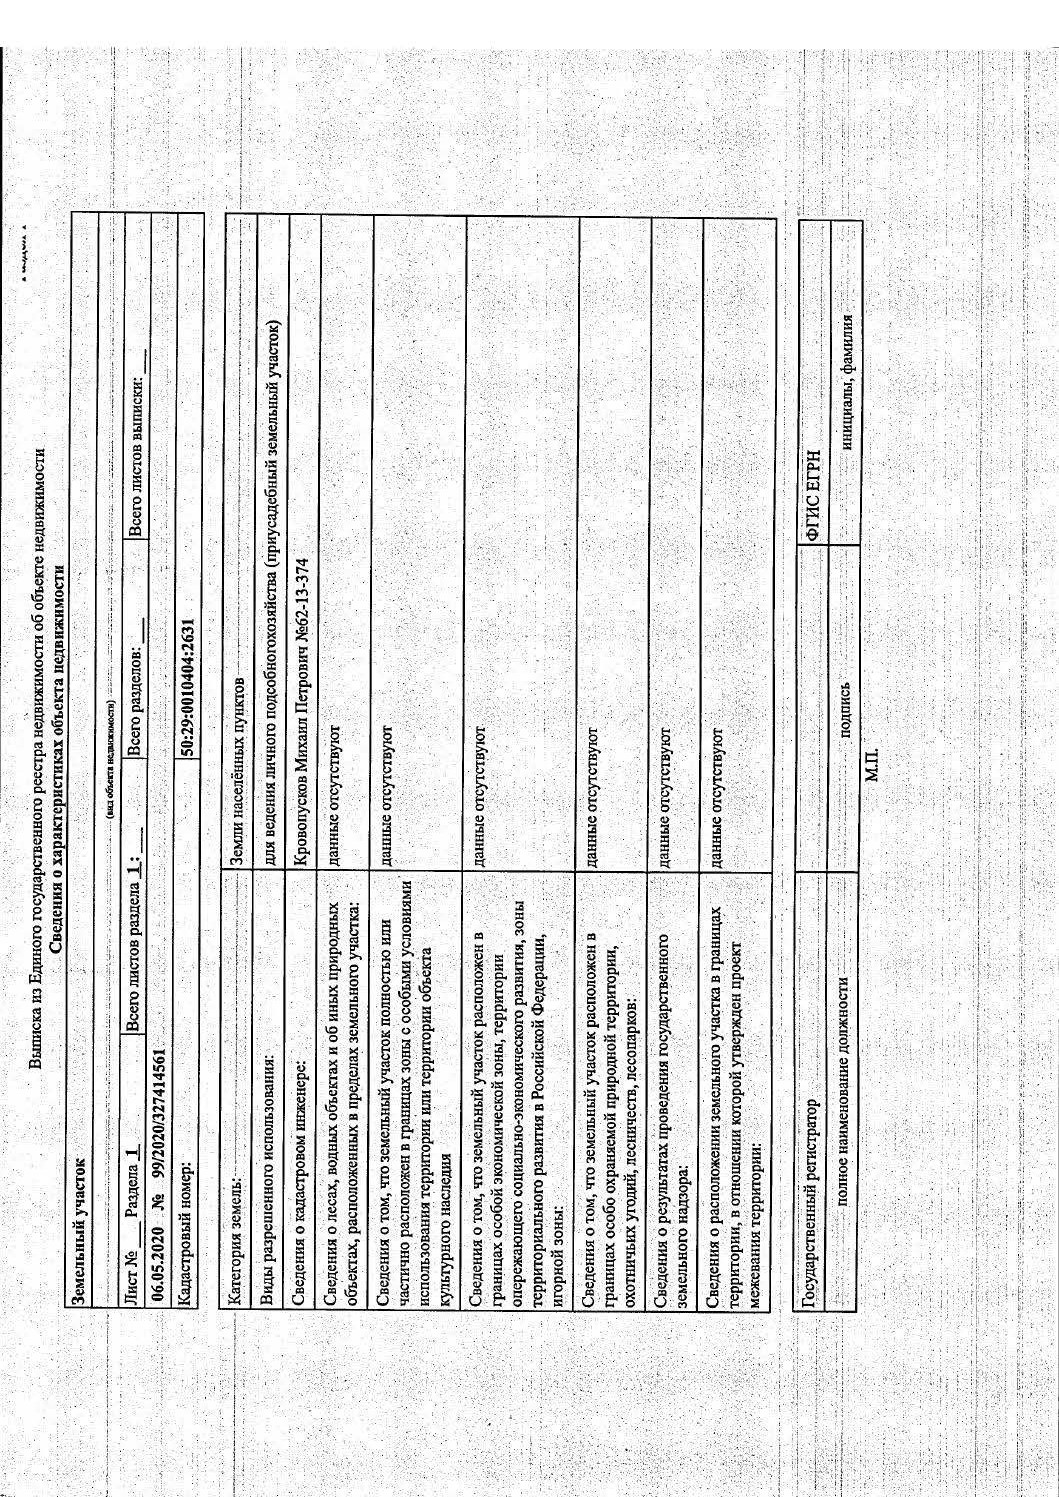 Выписка из Единого государственного реестра недвижимости об объекте недвижимости
Сведения о характеристиках объекта недвижимости
Земельный участок
(вид объекта недвижимости)
Лист № ___ Раздела 1 Всего листов раздела 1 : ___ Всего разделов: ___ Всего листов выписки: ___
06.05.2020 № 99/2020/327414561
Кадастровый номер: 50:29:0010404:2631
Категория земель: Земли населённых пунктов
Виды разрешенного использования: для ведения личного подсобногохозяйства (приусадебный земельный участок)
Сведения о кадастровом инженере: Кровопусков Михаил Петрович №62-13-374
Сведения о лесах, водных объектах и об иных природных
объектах, расположенных в пределах земельного участка: данные отсутствуют
Сведения о том, что земельный участок полностью или
частично расположен в границах зоны с особыми условиями
использования территории или территории объекта
культурного наследия данные отсутствуют
Сведения о том, что земельный участок расположен в
границах особой экономической зоны, территории
опережающего социально-экономического развития, зоны
территориального развития в Российской Федерации,
игорной зоны: данные отсутствуют
Сведения о том, что земельный участок расположен в
границах особо охраняемой природной территории,
охотничьих угодий, лесничеств, лесопарков: данные отсутствуют
Сведения о результатах проведения государственного
земельного надзора: данные отсутствуют
Сведения о расположении земельного участка в границах
территории, в отношении которой утвержден проект
межевания территории: данные отсутствуют
Государственный регистратор ФГИС ЕГРН
полное наименование должности подпись инициалы, фамилия
М.П.